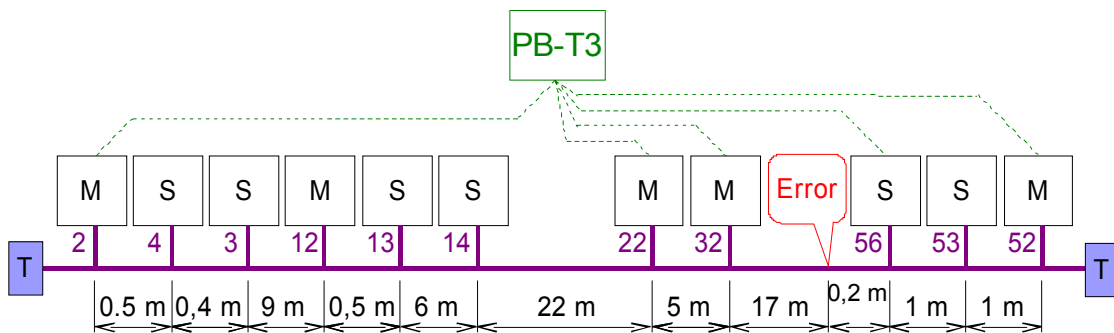 PB-T3
M S S M S S M M Error S S M
2 4 3 12 13 14 22 32 56 53 52
T T
0.5 m 0,4 m 9 m 0,5 m 6 m 22 m 5 m 17 m 0,2 m 1 m 1 m